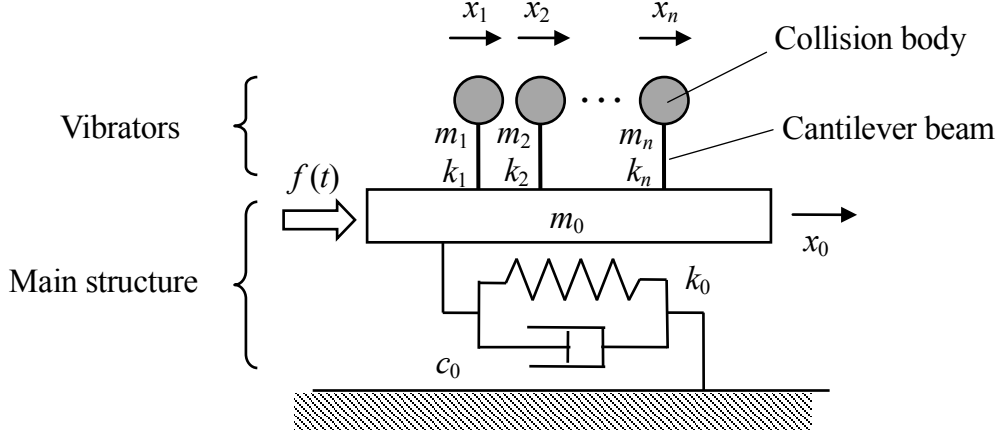 x₁ x₂ xₙ
Collision body
Vibrators
· · ·
m₁ m₂ mₙ
Cantilever beam
k₁ k₂ kₙ
f(t)
m₀
x₀
Main structure
k₀
c₀